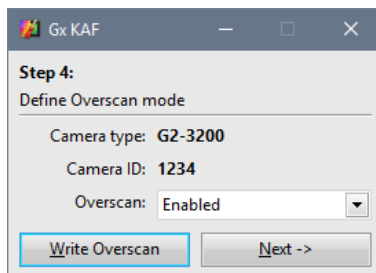 Gx KAF
Step 4:
Define Overscan mode
Camera type: G2-3200
Camera ID: 1234
Overscan: Enabled
Write Overscan Next ->